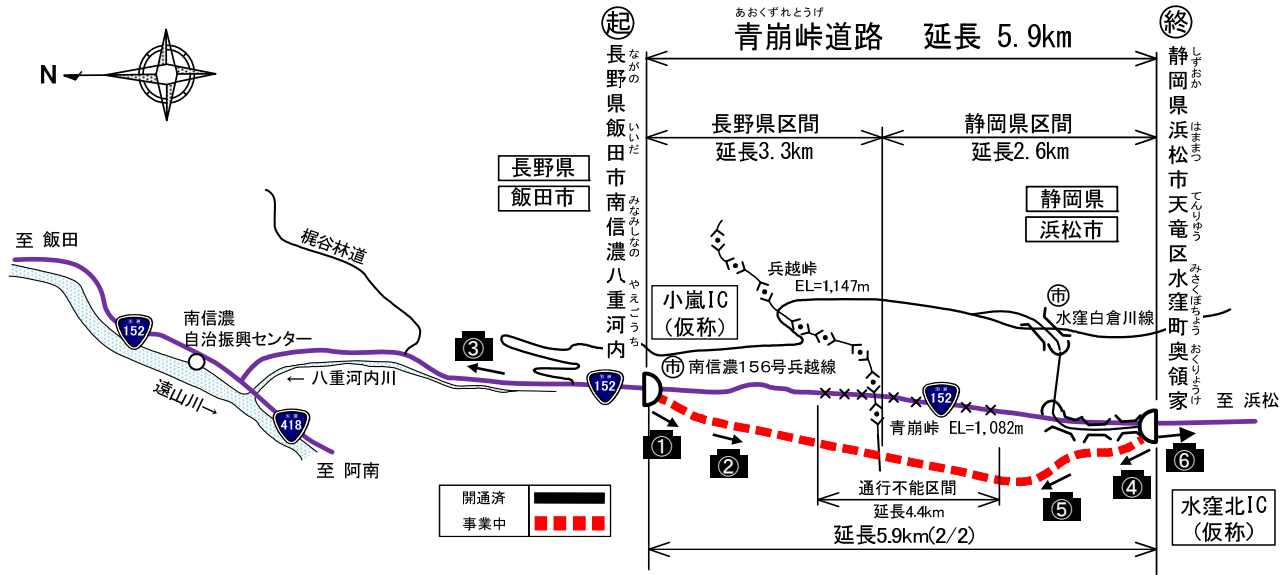 あおくずれとうげ
青崩峠道路 延長 5.9km
起
ながの いいだ みなみしなの やえごうち
長野県飯田市南信濃八重河内
終
しずおか はままつ てんりゅう みさくぼちょう おくりょうけ
静岡県浜松市天竜区水窪町奥領家
N
長野県区間
延長3.3km
静岡県区間
延長2.6km
長野県
飯田市
静岡県
浜松市
至 飯田
梶谷林道
152
南信濃
自治振興センター
遠山川→
← 八重河内川
418
至 阿南
③
152
小嵐IC
(仮称)
兵越峠
EL=1,147m
市
水窪白倉川線
市 南信濃156号兵越線
152
青崩峠 EL=1,082m
至 浜松
①
②
④
⑤
⑥
通行不能区間
延長4.4km
延長5.9km(2/2)
水窪北IC
(仮称)
開通済
事業中